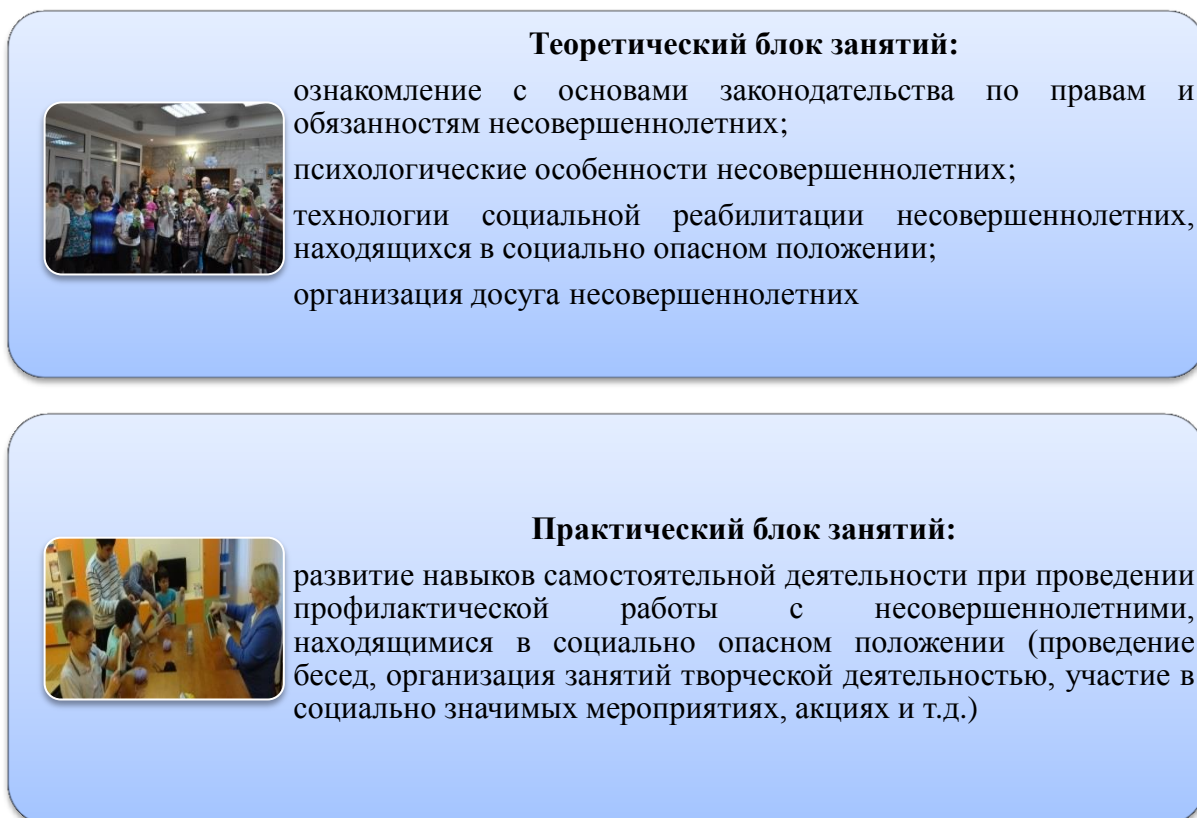 Теоретический блок занятий:
ознакомление с основами законодательства по правам и
обязанностям несовершеннолетних;
психологические особенности несовершеннолетних;
технологии социальной реабилитации несовершеннолетних,
находящихся в социально опасном положении;
организация досуга несовершеннолетних
Практический блок занятий:
развитие навыков самостоятельной деятельности при проведении
профилактической работы с несовершеннолетними,
находящимися в социально опасном положении (проведение
бесед, организация занятий творческой деятельностью, участие в
социально значимых мероприятиях, акциях и т.д.)